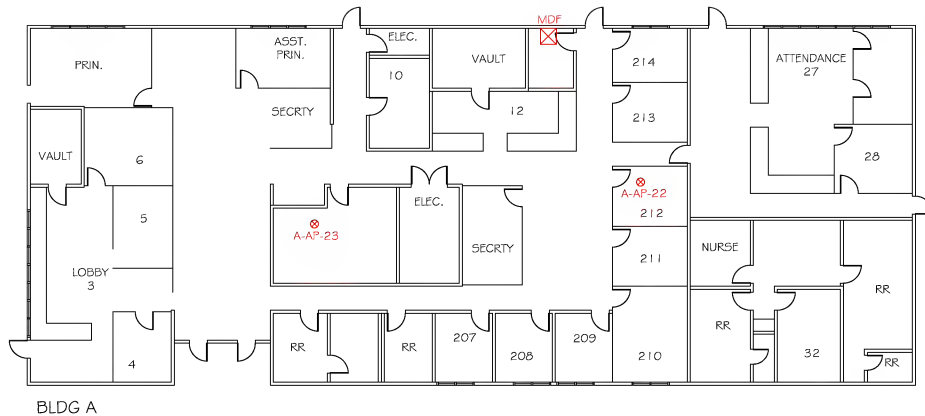 MDF
ASST.
PRIN.
ELEC.
PRIN.
VAULT
214
ATTENDANCE
27
10
SECRTY
12
213
VAULT
6
28
A-AP-22
212
5
ELEC.
A-AP-23
SECRTY
NURSE
211
LOBBY
3
RR
4
RR
RR
207
208
209
210
RR
32
RR
BLDG A